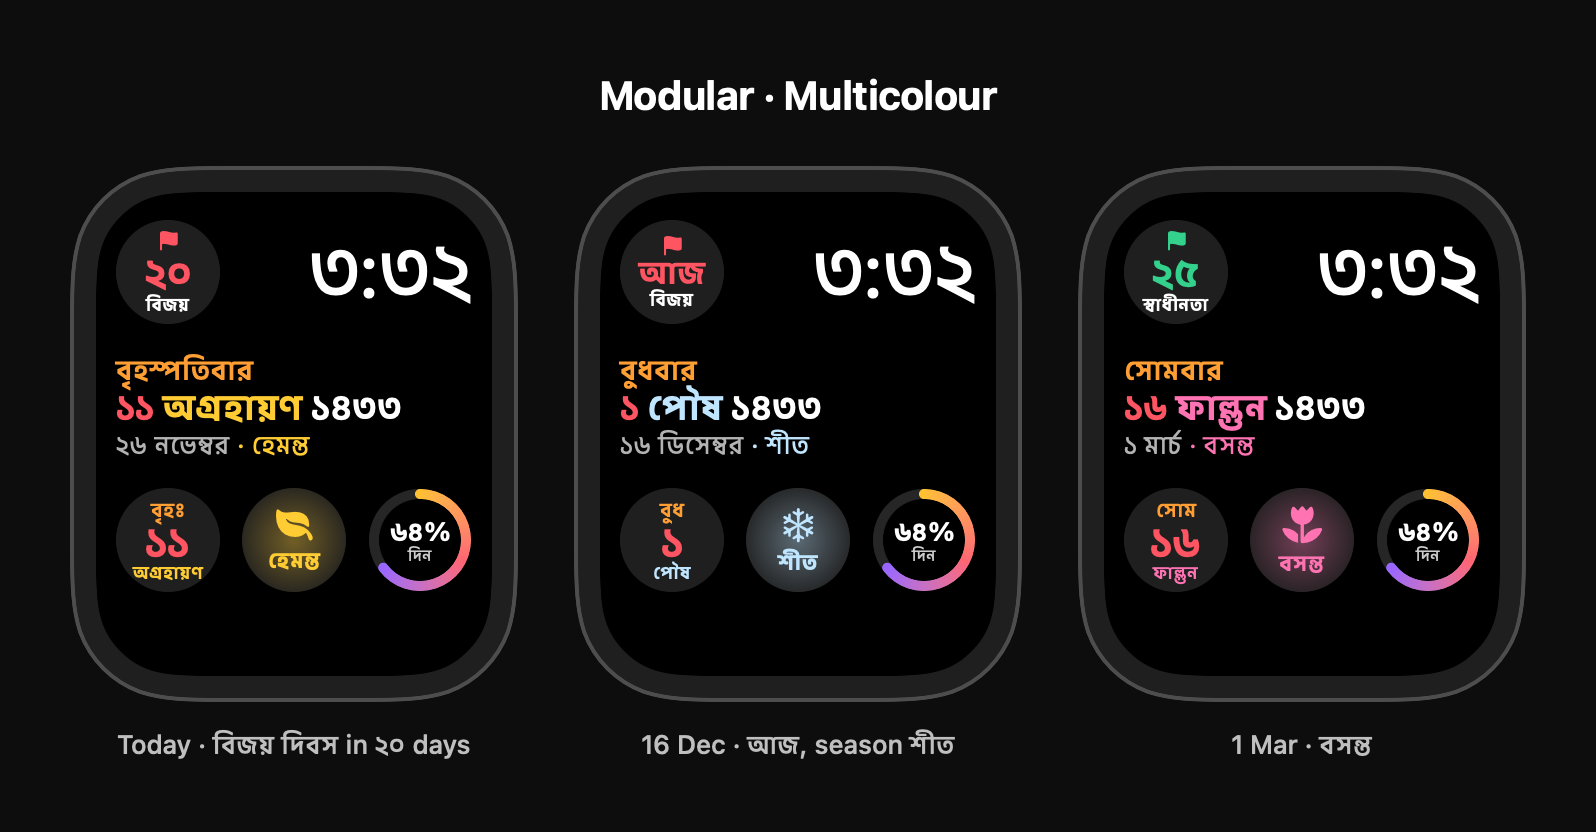 Modular · Multicolour
২০
বিজয়
৩:৩২
বৃহস্পতিবার
১১ অগ্রহায়ণ ১৪৩৩
২৬ নভেম্বর · হেমন্ত
বৃহঃ
১১
অগ্রহায়ণ
হেমন্ত
৬৪%
দিন
Today · বিজয় দিবস in ২০ days
আজ
বিজয়
৩:৩২
বুধবার
১ পৌষ ১৪৩৩
১৬ ডিসেম্বর · শীত
বুধ
১
পৌষ
শীত
৬৪%
দিন
16 Dec · আজ, season শীত
২৫
স্বাধীনতা
৩:৩২
সোমবার
১৬ ফাল্গুন ১৪৩৩
১ মার্চ · বসন্ত
সোম
১৬
ফাল্গুন
বসন্ত
৬৪%
দিন
1 Mar · বসন্ত